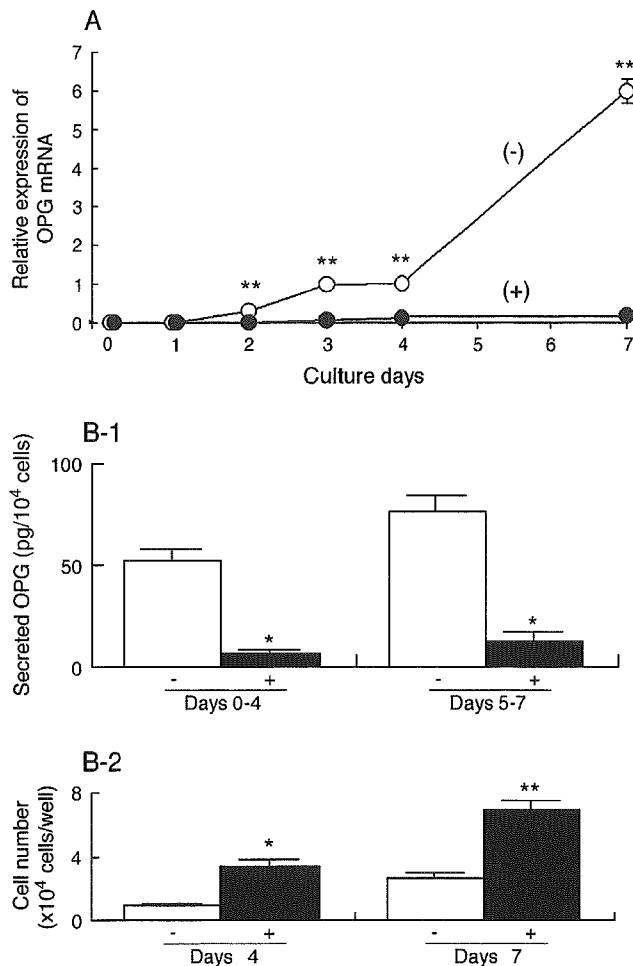 A
Relative expression of
OPG mRNA
7
6
5
4
3
2
1
0
**
**
**
**
(-)
(+)
0 1 2 3 4 5 6 7
Culture days
B-1
Secreted OPG (pg/10⁴ cells)
100
50
0
*
*
- + - +
Days 0-4 Days 5-7
B-2
Cell number
(x10⁴ cells/well)
8
4
0
*
**
- + - +
Days 4 Days 7